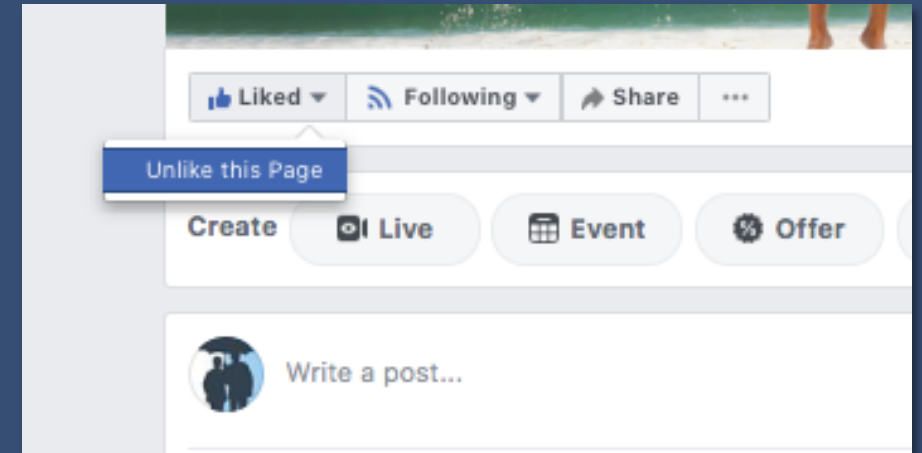 Liked Following Share ...
Unlike this Page
Create Live Event Offer
Write a post...